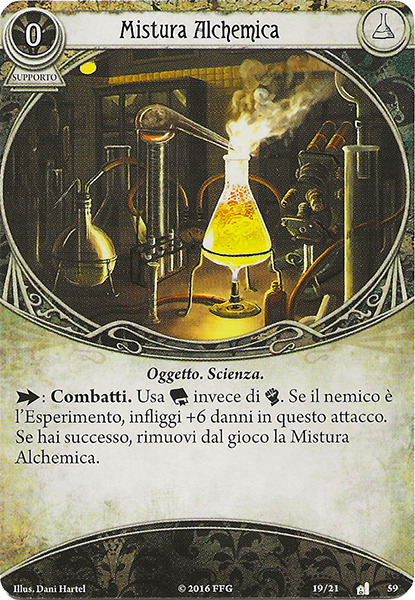 Mistura Alchemica
0
SUPPORTO
Oggetto. Scienza.
: Combatti. Usa invece di . Se il nemico è
l'Esperimento, infliggi +6 danni in questo attacco.
Se hai successo, rimuovi dal gioco la Mistura
Alchemica.
Illus. Dani Hartel © 2016 FFG 19/21 59